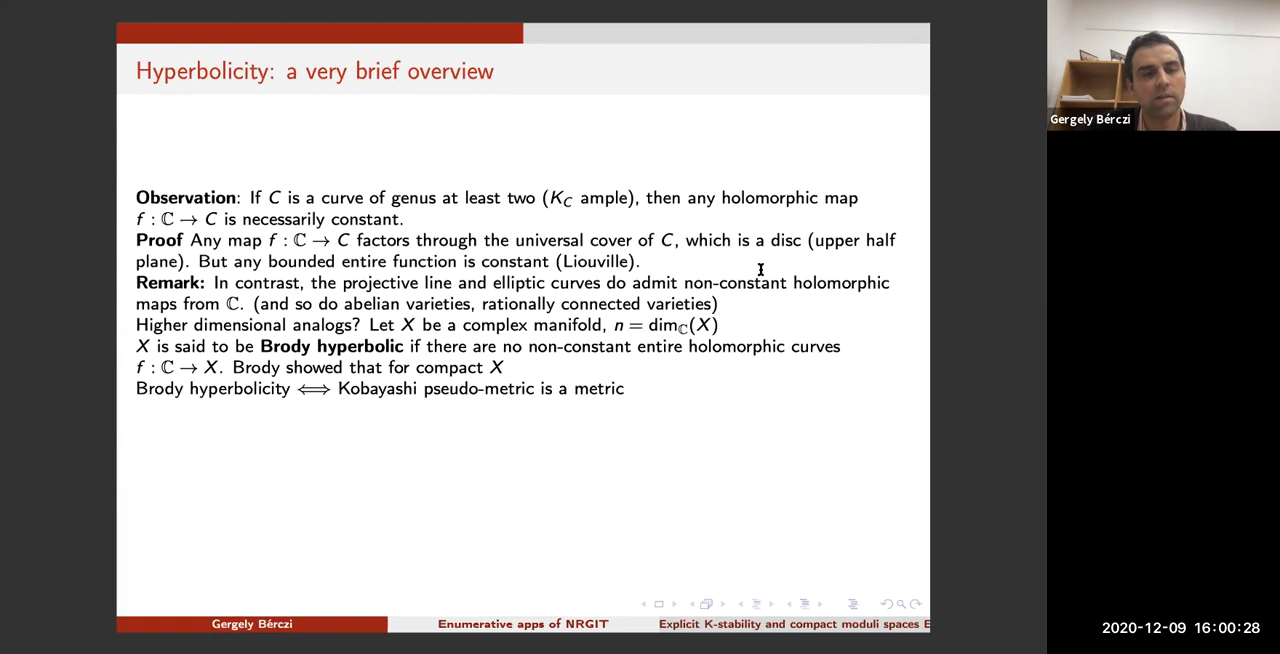 Hyperbolicity: a very brief overview
Observation: If C is a curve of genus at least two (K_C ample), then any holomorphic map
f : ℂ → C is necessarily constant.
Proof Any map f : ℂ → C factors through the universal cover of C, which is a disc (upper half
plane). But any bounded entire function is constant (Liouville).
Remark: In contrast, the projective line and elliptic curves do admit non-constant holomorphic
maps from ℂ. (and so do abelian varieties, rationally connected varieties)
Higher dimensional analogs? Let X be a complex manifold, n = dim_ℂ(X)
X is said to be Brody hyperbolic if there are no non-constant entire holomorphic curves
f : ℂ → X. Brody showed that for compact X
Brody hyperbolicity ⟺ Kobayashi pseudo-metric is a metric
Gergely Bérczi
Enumerative apps of NRGIT
Explicit K-stability and compact moduli spaces E
Gergely Bérczi
2020-12-09 16:00:28